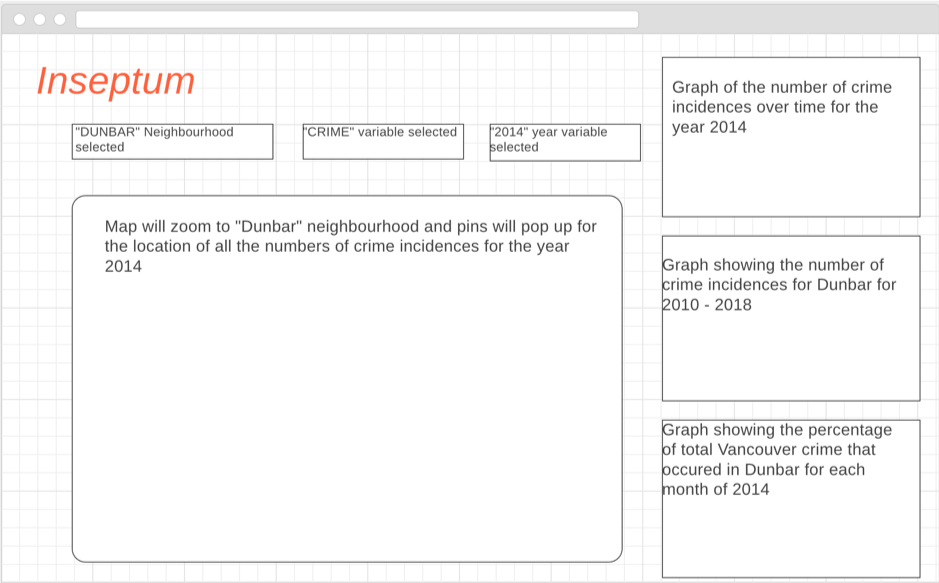 Inseptum
"DUNBAR" Neighbourhood
selected
"CRIME" variable selected
"2014" year variable
selected
Map will zoom to "Dunbar" neighbourhood and pins will pop up for
the location of all the numbers of crime incidences for the year
2014
Graph of the number of crime
incidences over time for the
year 2014
Graph showing the number of
crime incidences for Dunbar for
2010 - 2018
Graph showing the percentage
of total Vancouver crime that
occured in Dunbar for each
month of 2014